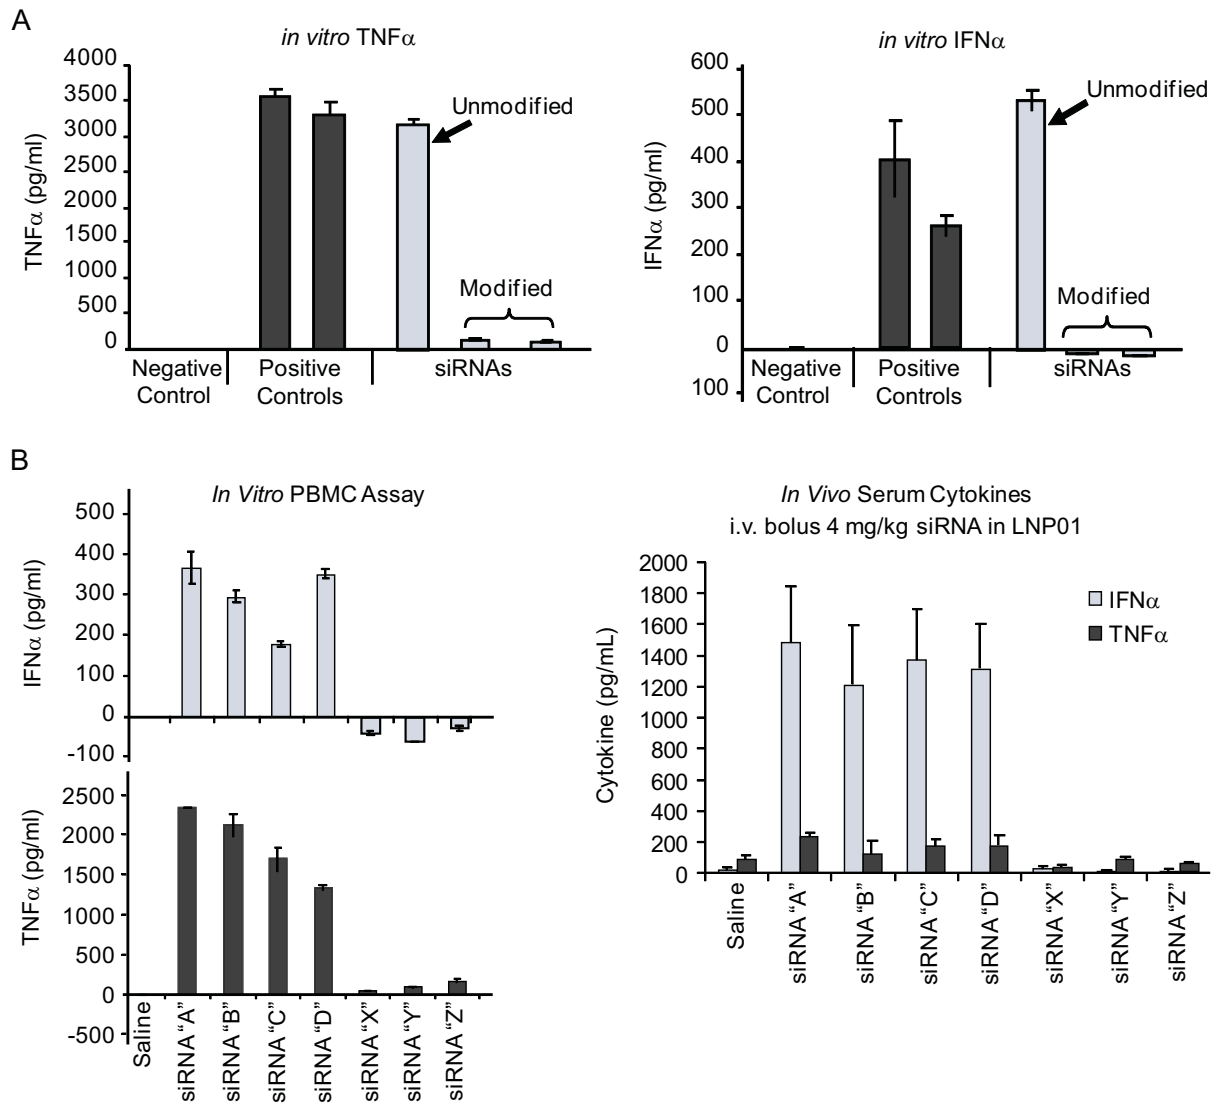 A
in vitro TNFα
4000
3500
3000
2500
2000
1500
1000
500
0
TNFα (pg/ml)
Unmodified
Modified
Negative
Control
Positive
Controls
siRNAs
in vitro IFNα
600
500
400
300
200
100
0
100
IFNα (pg/ml)
Unmodified
Modified
Negative
Control
Positive
Controls
siRNAs
B
In Vitro PBMC Assay
500
400
300
200
100
0
-100
IFNα (pg/ml)
2500
2000
1500
1000
500
0
-500
TNFα (pg/ml)
Saline
siRNA “A”
siRNA “B”
siRNA “C”
siRNA “D”
siRNA “X”
siRNA “Y”
siRNA “Z”
In Vivo Serum Cytokines
i.v. bolus 4 mg/kg siRNA in LNP01
2000
1800
1600
1400
1200
1000
800
600
400
200
0
Cytokine (pg/mL)
IFNα
TNFα
Saline
siRNA “A”
siRNA “B”
siRNA “C”
siRNA “D”
siRNA “X”
siRNA “Y”
siRNA “Z”